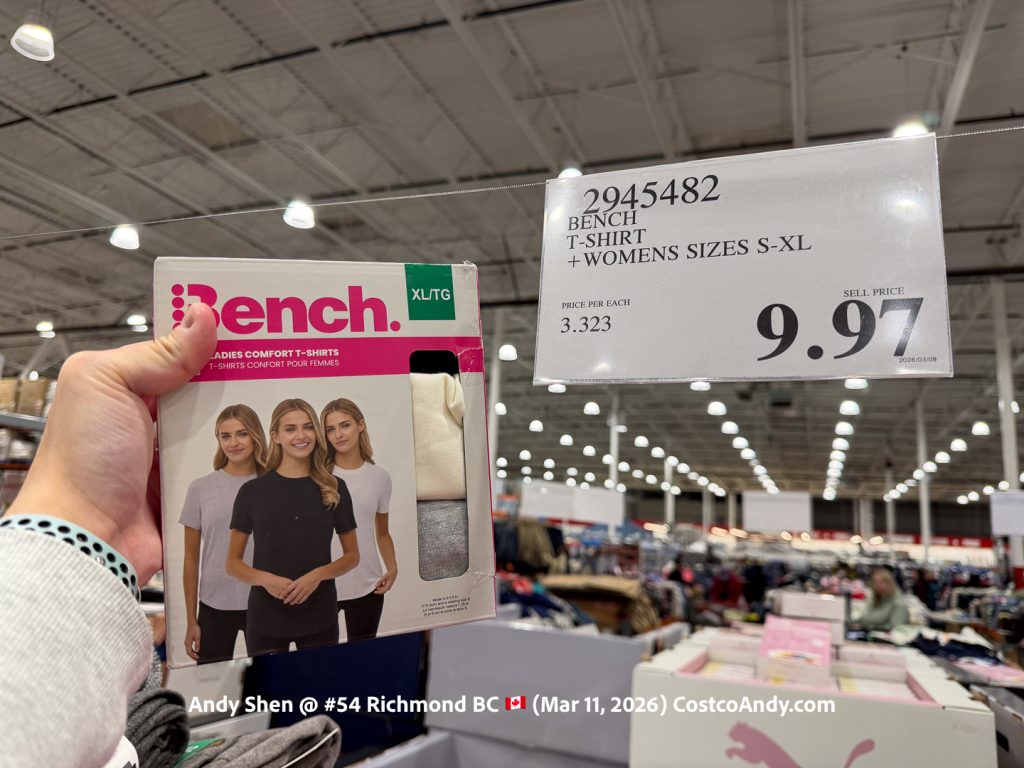 2945482
BENCH
T-SHIRT
+WOMENS SIZES S-XL
PRICE PER EACH
3.323
SELL PRICE
9.97
2026/03/09
XL/TG
Bench.
LADIES COMFORT T-SHIRTS
T-SHIRTS CONFORT POUR FEMMES
Andy Shen @ #54 Richmond BC 🇨🇦 (Mar 11, 2026) CostcoAndy.com